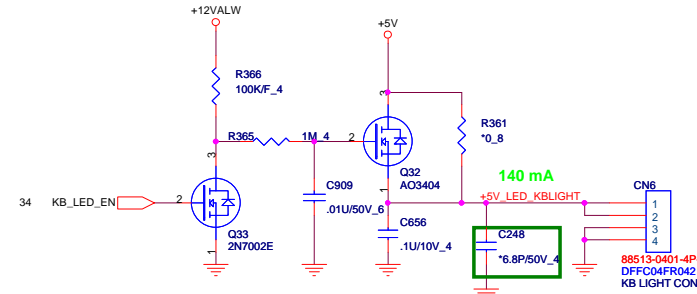 +12VALW
+5V
3
R366
100K/F_4
R361
*0_8
R365
1M_4
2
3
Q32
AO3404
1
140 mA
+5V_LED_KBLIGHT
CN6
1
2
3
4
34
KB_LED_EN
2
C909
.01U/50V_6
C656
.1U/10V_4
C248
*6.8P/50V_4
1
Q33
2N7002E
88513-0401-4P
DFFC04FR042
KB LIGHT CON